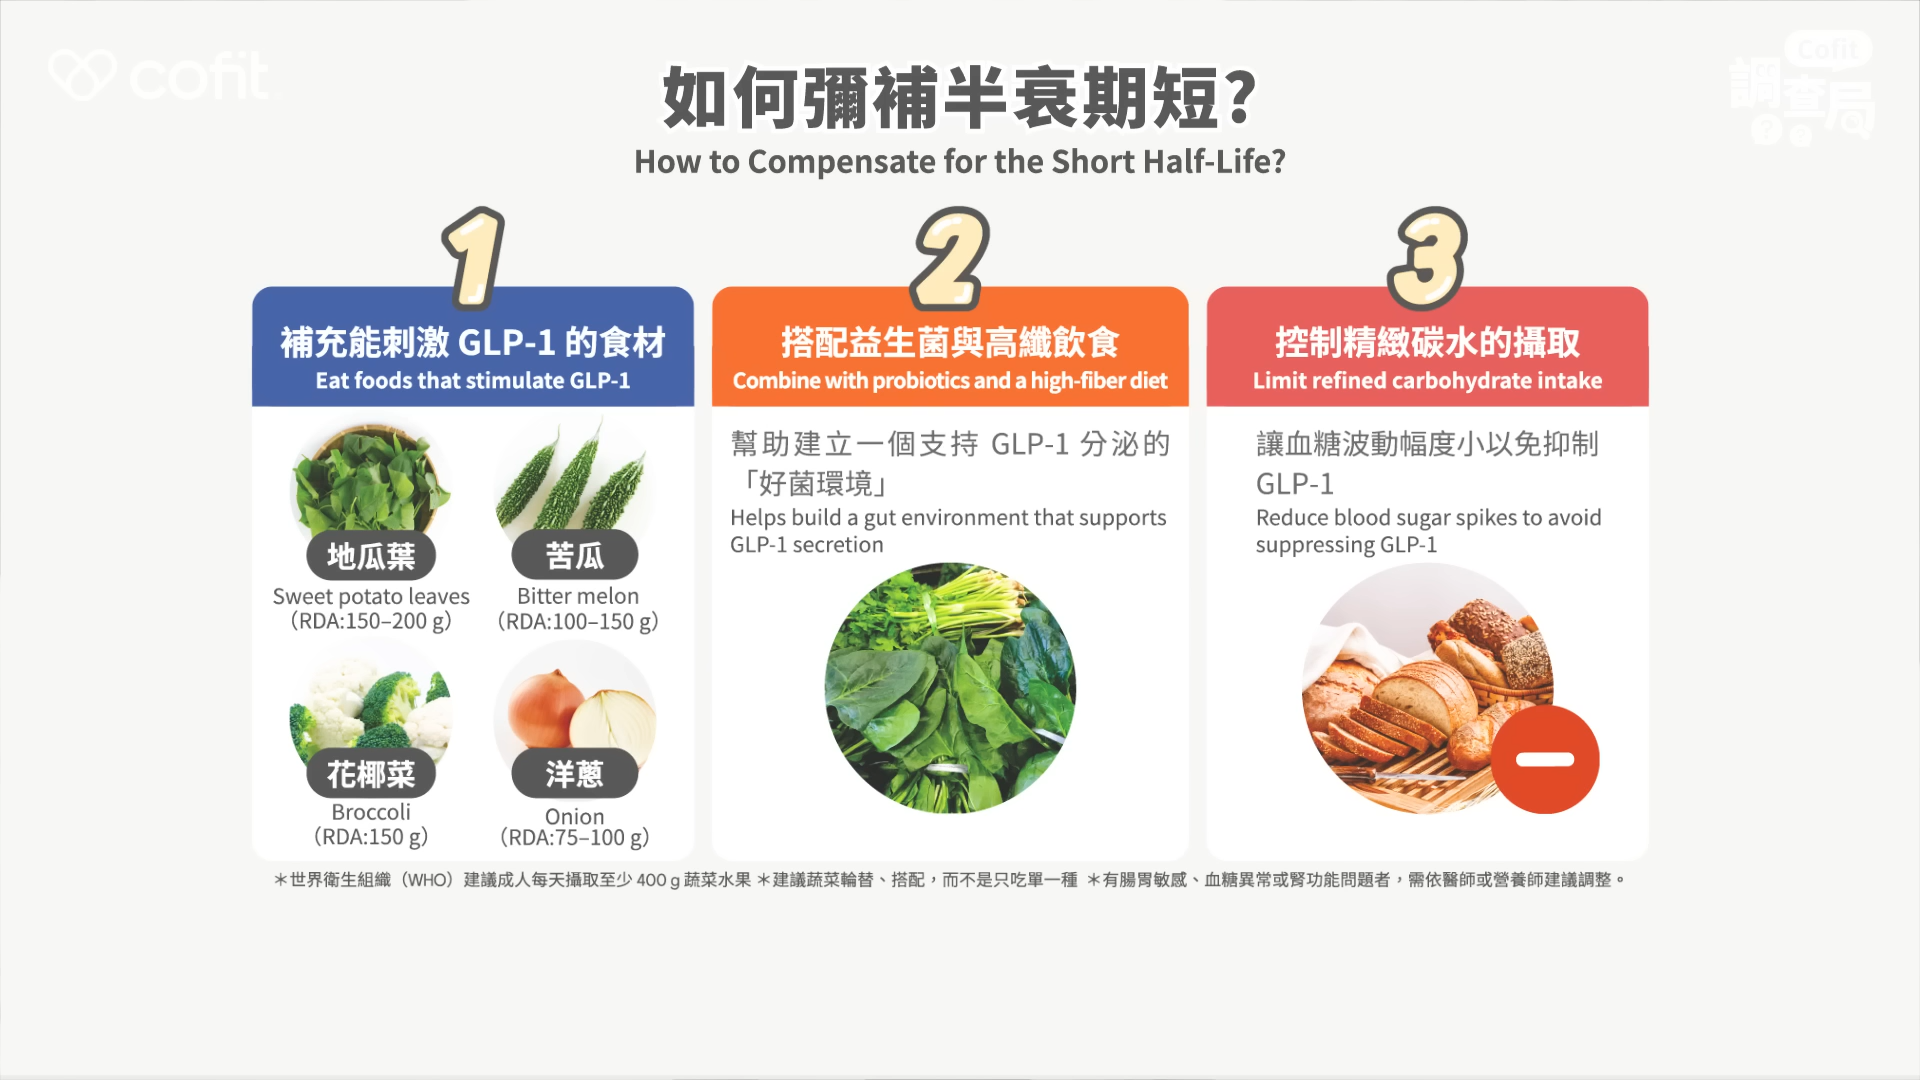 cofit
Cofit
調查局
如何彌補半衰期短?
How to Compensate for the Short Half-Life?
1
補充能刺激 GLP-1 的食材
Eat foods that stimulate GLP-1
地瓜葉
Sweet potato leaves
(RDA:150–200 g)
苦瓜
Bitter melon
(RDA:100–150 g)
花椰菜
Broccoli
(RDA:150 g)
洋蔥
Onion
(RDA:75–100 g)
2
搭配益生菌與高纖飲食
Combine with probiotics and a high-fiber diet
幫助建立一個支持 GLP-1 分泌的
「好菌環境」
Helps build a gut environment that supports
GLP-1 secretion
3
控制精緻碳水的攝取
Limit refined carbohydrate intake
讓血糖波動幅度小以免抑制
GLP-1
Reduce blood sugar spikes to avoid
suppressing GLP-1
＊世界衛生組織（WHO）建議成人每天攝取至少 400 g 蔬菜水果 ＊建議蔬菜輪替、搭配，而不是只吃單一種 ＊有腸胃敏感、血糖異常或腎功能問題者，需依醫師或營養師建議調整。